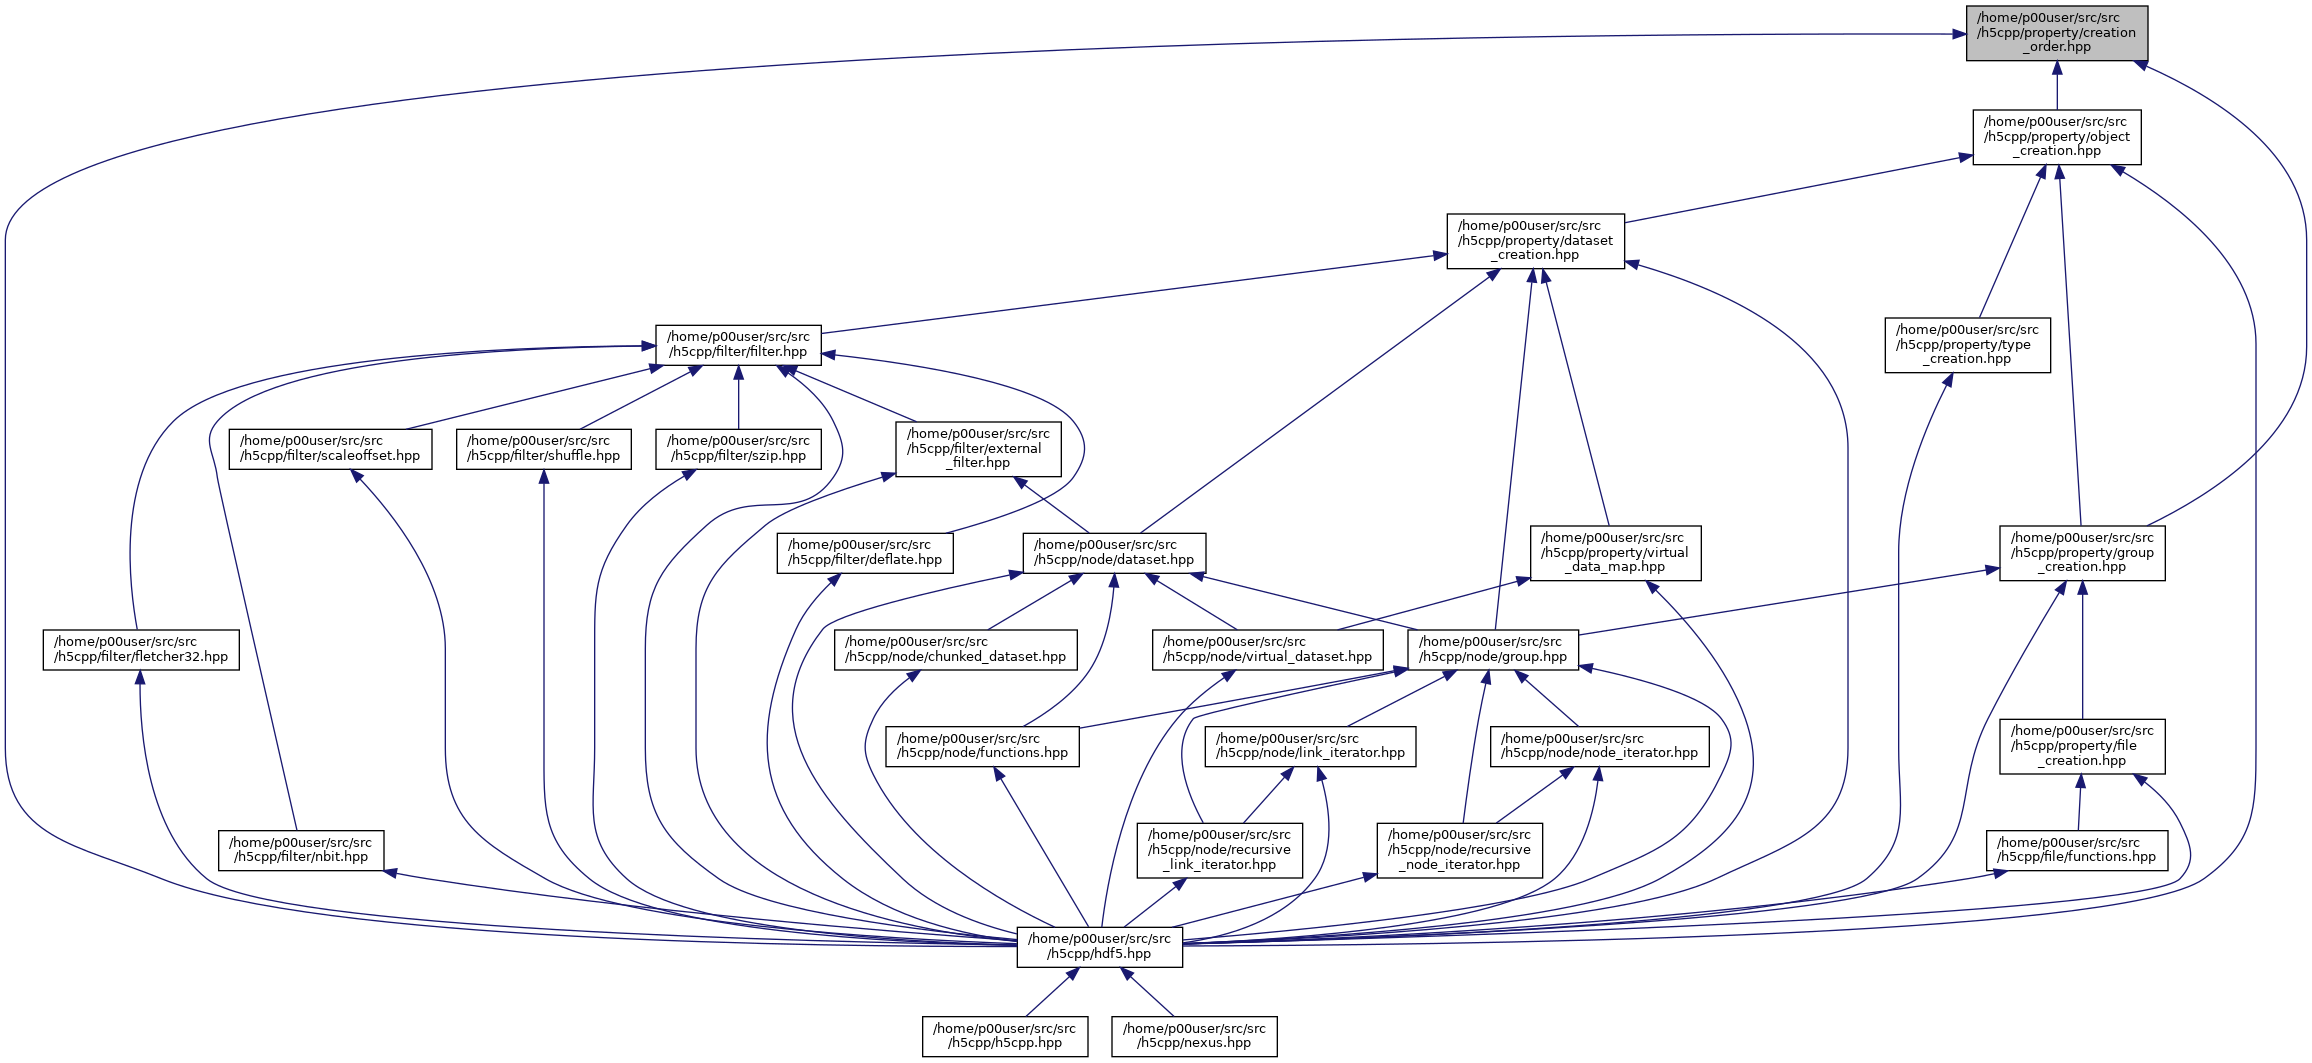 /home/p00user/src/src
/h5cpp/property/creation
_order.hpp
/home/p00user/src/src
/h5cpp/property/object
_creation.hpp
/home/p00user/src/src
/h5cpp/property/dataset
_creation.hpp
/home/p00user/src/src
/h5cpp/property/type
_creation.hpp
/home/p00user/src/src
/h5cpp/filter/filter.hpp
/home/p00user/src/src
/h5cpp/filter/scaleoffset.hpp
/home/p00user/src/src
/h5cpp/filter/shuffle.hpp
/home/p00user/src/src
/h5cpp/filter/szip.hpp
/home/p00user/src/src
/h5cpp/filter/external
_filter.hpp
/home/p00user/src/src
/h5cpp/filter/deflate.hpp
/home/p00user/src/src
/h5cpp/node/dataset.hpp
/home/p00user/src/src
/h5cpp/property/virtual
_data_map.hpp
/home/p00user/src/src
/h5cpp/property/group
_creation.hpp
/home/p00user/src/src
/h5cpp/filter/fletcher32.hpp
/home/p00user/src/src
/h5cpp/node/chunked_dataset.hpp
/home/p00user/src/src
/h5cpp/node/virtual_dataset.hpp
/home/p00user/src/src
/h5cpp/node/group.hpp
/home/p00user/src/src
/h5cpp/node/functions.hpp
/home/p00user/src/src
/h5cpp/node/link_iterator.hpp
/home/p00user/src/src
/h5cpp/node/node_iterator.hpp
/home/p00user/src/src
/h5cpp/property/file
_creation.hpp
/home/p00user/src/src
/h5cpp/filter/nbit.hpp
/home/p00user/src/src
/h5cpp/node/recursive
_link_iterator.hpp
/home/p00user/src/src
/h5cpp/node/recursive
_node_iterator.hpp
/home/p00user/src/src
/h5cpp/file/functions.hpp
/home/p00user/src/src
/h5cpp/hdf5.hpp
/home/p00user/src/src
/h5cpp/h5cpp.hpp
/home/p00user/src/src
/h5cpp/nexus.hpp